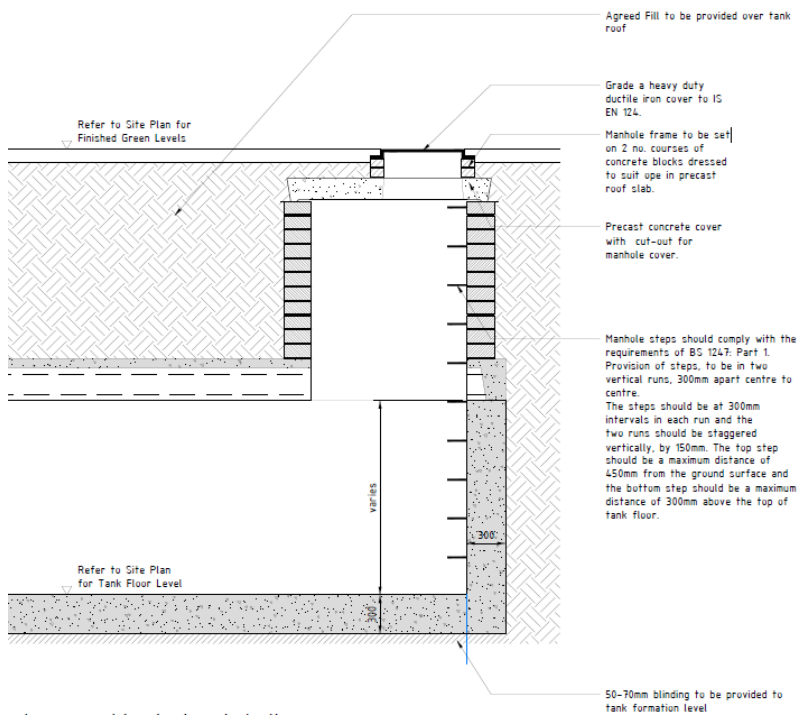 Agreed Fill to be provided over tank
roof
Grade a heavy duty
ductile iron cover to IS
EN 124.
Refer to Site Plan for
Finished Green Levels
Manhole frame to be set
on 2 no. courses of
concrete blocks dressed
to suit ope in precast
roof slab.
Precast concrete cover
with cut-out for
manhole cover.
Manhole steps should comply with the
requirements of BS 1247: Part 1.
Provision of steps, to be in two
vertical runs, 300mm apart centre to
centre.
The steps should be at 300mm
intervals in each run and the
two runs should be staggered
vertically, by 150mm. The top step
should be a maximum distance of
450mm from the ground surface and
the bottom step should be a maximum
distance of 300mm above the top of
tank floor.
varies
300
Refer to Site Plan
for Tank Floor Level
300
50-70mm blinding to be provided to
tank formation level